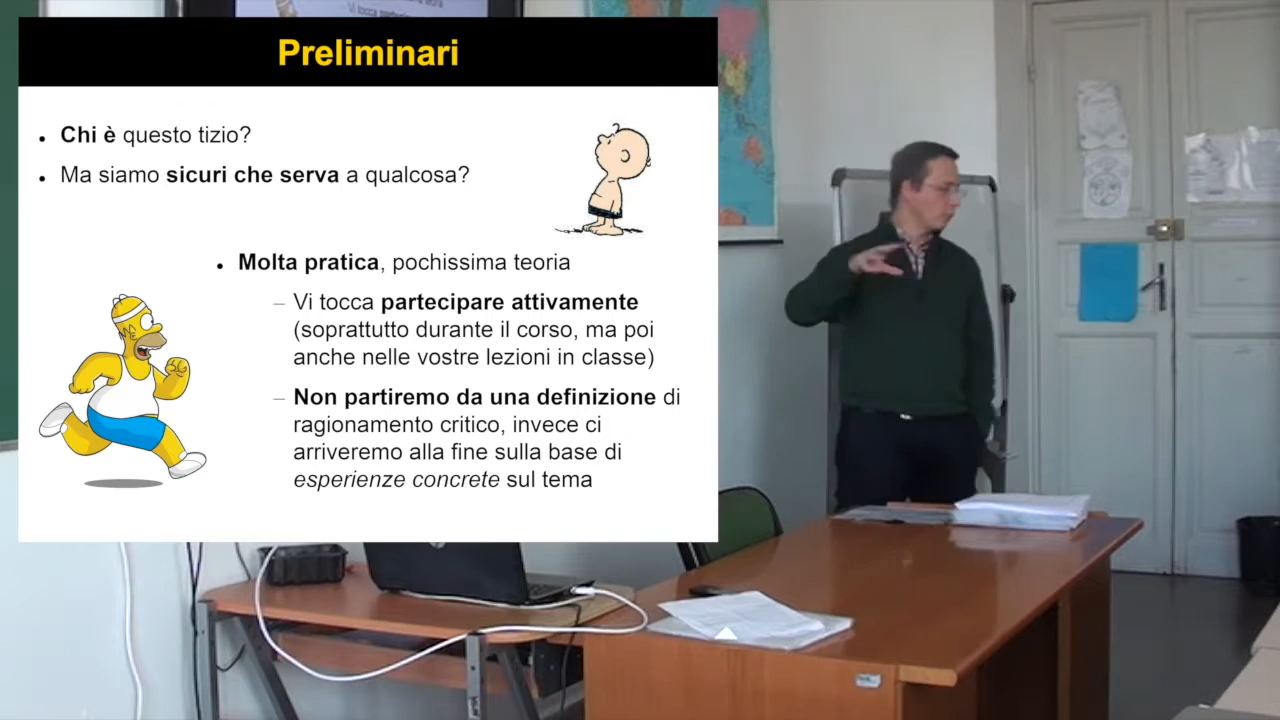 Vi tocca
Preliminari
• Chi è questo tizio?
• Ma siamo sicuri che serva a qualcosa?
• Molta pratica, pochissima teoria
– Vi tocca partecipare attivamente
(soprattutto durante il corso, ma poi
anche nelle vostre lezioni in classe)
– Non partiremo da una definizione di
ragionamento critico, invece ci
arriveremo alla fine sulla base di
esperienze concrete sul tema